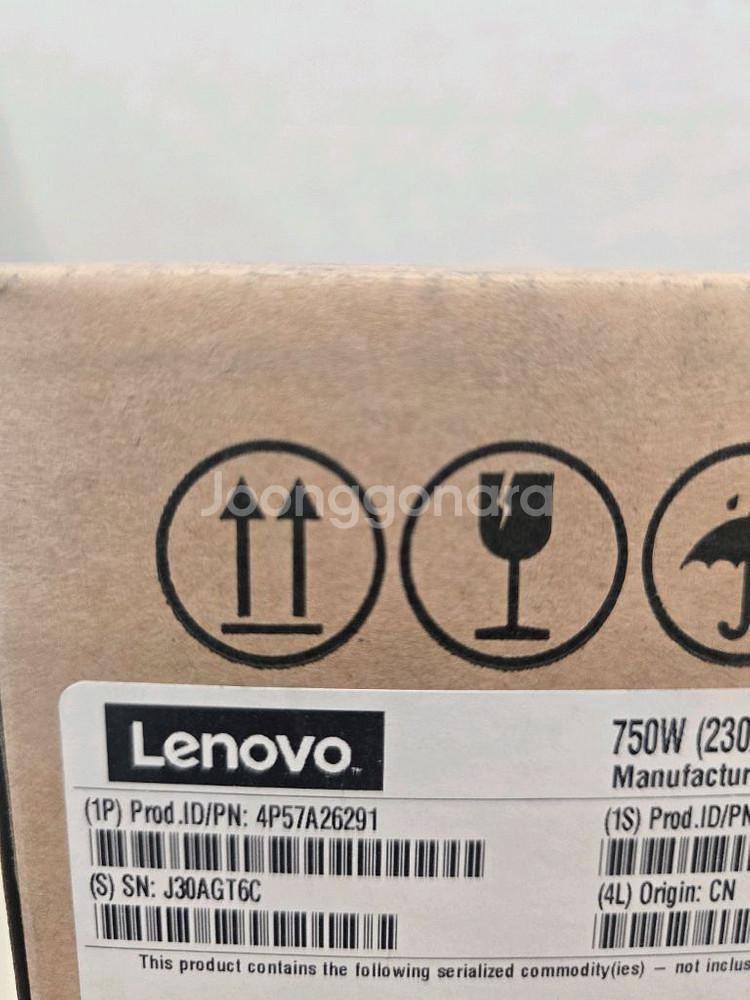 Joonggonara
Lenovo™
750W (230
Manufactur
(1P) Prod.ID/PN: 4P57A26291
(1S) Prod.ID/PN
(S) SN: J30AGT6C
(4L) Origin: CN
This product contains the following serialized commodity(ies) – not inclus